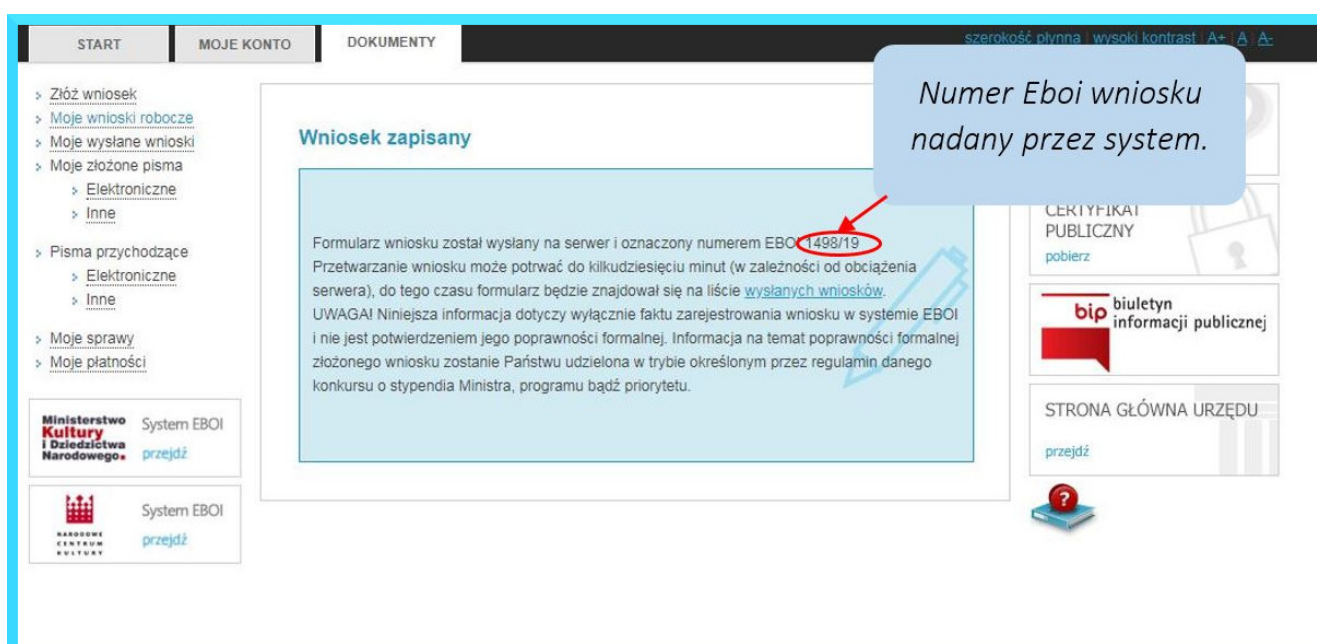 START
MOJE KONTO
DOKUMENTY
szerokość płynna | wysoki kontrast | A+ | A | A-
Numer Eboi wniosku
nadany przez system.
Złóż wniosek
Moje wnioski robocze
Moje wysłane wnioski
Moje złożone pisma
Elektroniczne
Inne
Pisma przychodzące
Elektroniczne
Inne
Moje sprawy
Moje płatności
Ministerstwo
Kultury
i Dziedzictwa
Narodowego.
System EBOI
przejdź
NARODOWE
CENTRUM
KULTURY
System EBOI
przejdź
Wniosek zapisany
Formularz wniosku został wysłany na serwer i oznaczony numerem EBOI 1498/19
Przetwarzanie wniosku może potrwać do kilkudziesięciu minut (w zależności od obciążenia
serwera), do tego czasu formularz będzie znajdował się na liście wysłanych wniosków.
UWAGA! Niniejsza informacja dotyczy wyłącznie faktu zarejestrowania wniosku w systemie EBOI
i nie jest potwierdzeniem jego poprawności formalnej. Informacja na temat poprawności formalnej
złożonego wniosku zostanie Państwu udzielona w trybie określonym przez regulamin danego
konkursu o stypendia Ministra, programu bądź priorytetu.
CERTYFIKAT
PUBLICZNY
pobierz
bip biuletyn
informacji publicznej
STRONA GŁÓWNA URZĘDU
przejdź
?